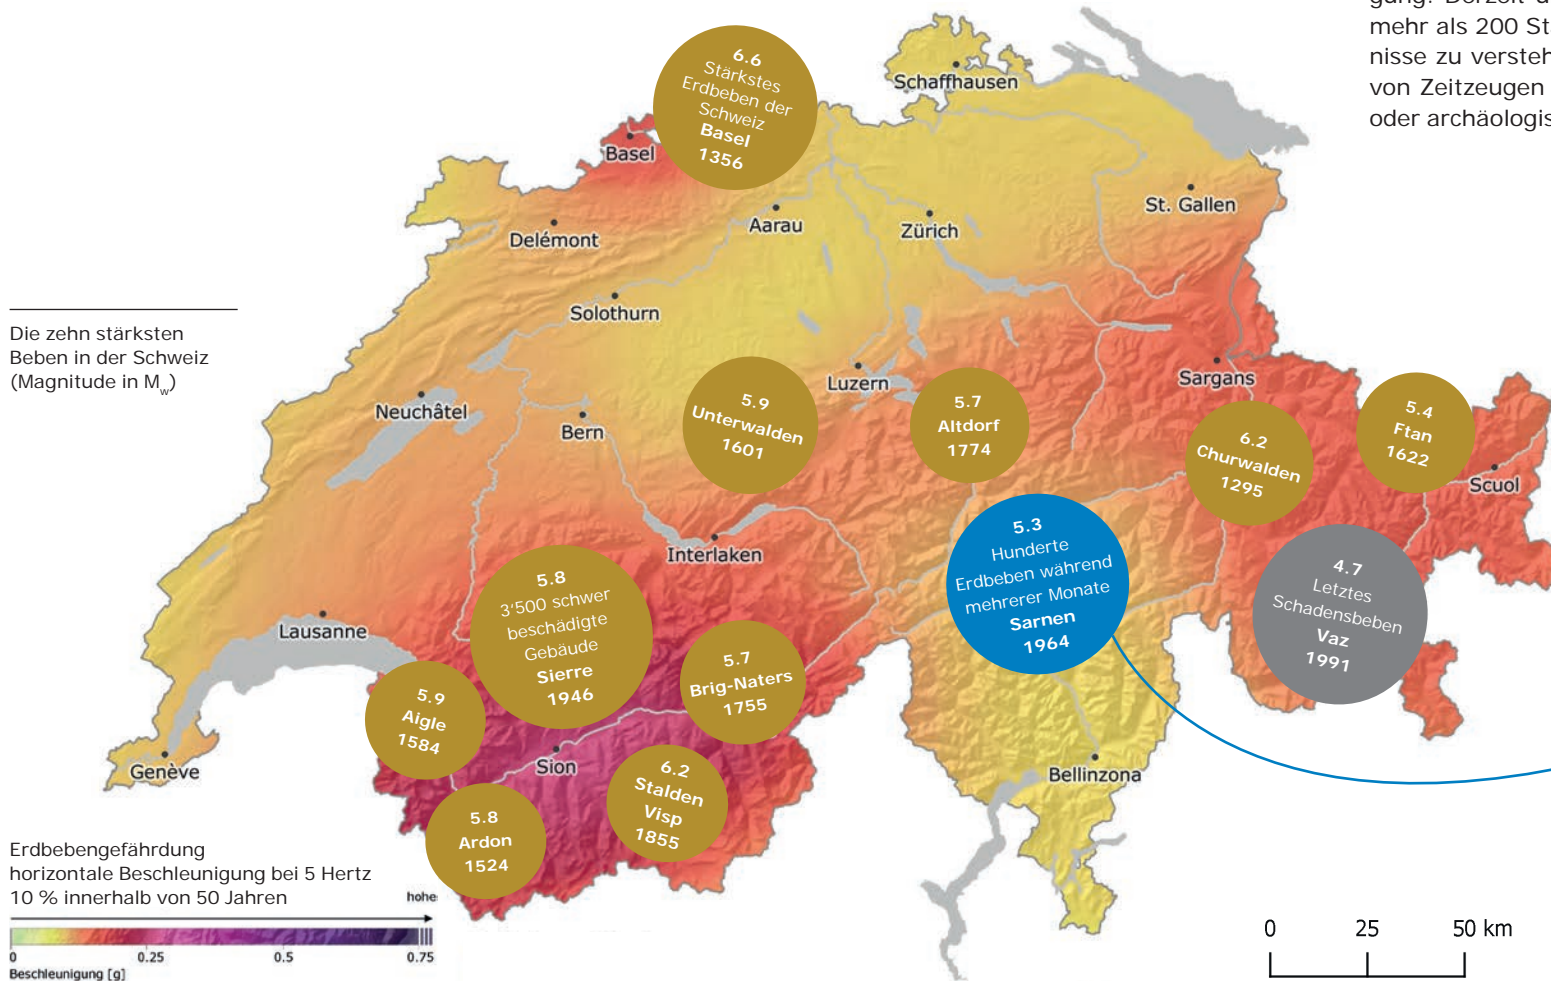 gung. Derzeit u
mehr als 200 St
nisse zu versteh
von Zeitzeugen
oder archäologis
6.6
Stärkstes
Erdbeben der
Schweiz
Basel
1356
Schaffhausen
Basel
St. Gallen
Aarau
Zürich
Delémont
Solothurn
Die zehn stärksten
Beben in der Schweiz
(Magnitude in Mw)
Neuchâtel
Bern
5.9
Unterwalden
1601
Luzern
5.7
Altdorf
1774
Sargans
6.2
Churwalden
1295
5.4
Ftan
1622
Scuol
Interlaken
5.3
Hunderte
Erdbeben während
mehrerer Monate
Sarnen
1964
4.7
Letztes
Schadensbeben
Vaz
1991
5.8
3'500 schwer
beschädigte
Gebäude
Sierre
1946
Lausanne
5.9
Aigle
1584
5.7
Brig-Naters
1755
Genève
Sion
6.2
Stalden
Visp
1855
Bellinzona
5.8
Ardon
1524
Erdbebengefährdung
horizontale Beschleunigung bei 5 Hertz
10 % innerhalb von 50 Jahren
hohe
0 0.25 0.5 0.75
Beschleunigung [g]
0 25 50 km